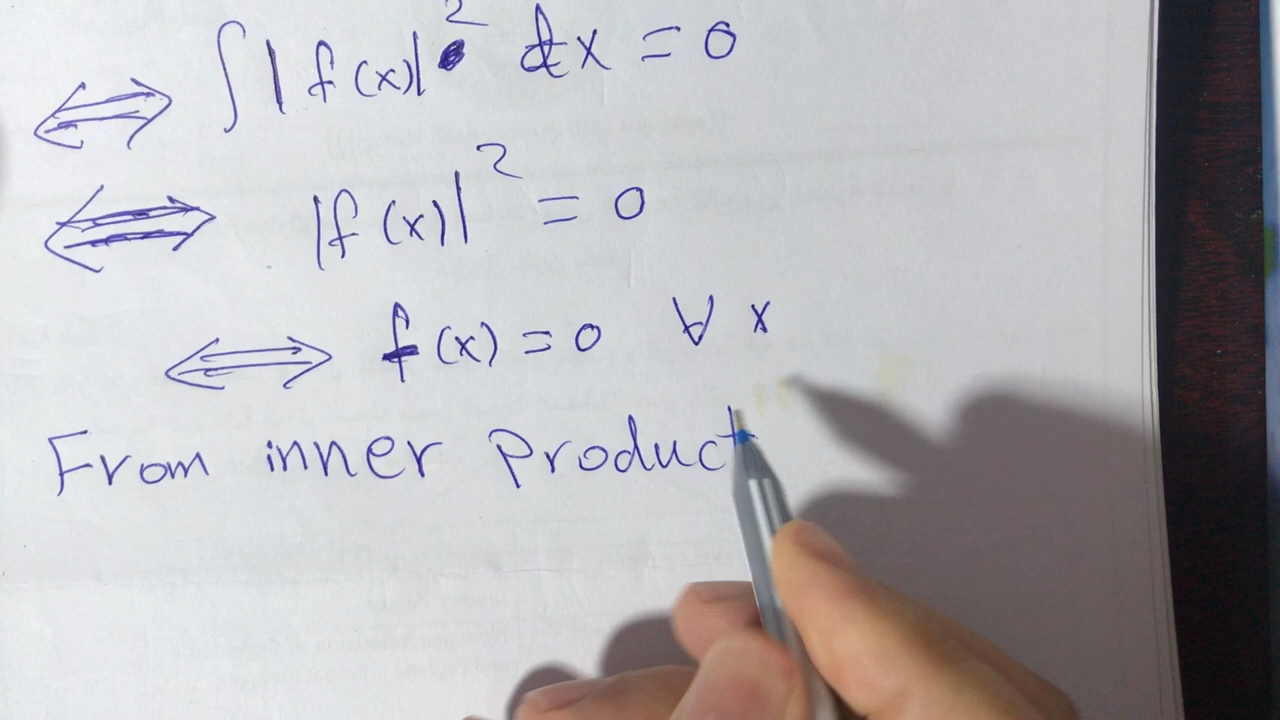 ⟺ ∫|f(x)|² dx = 0
⟺ |f(x)|² = 0
⟺ f(x) = 0 ∀ x
From inner product